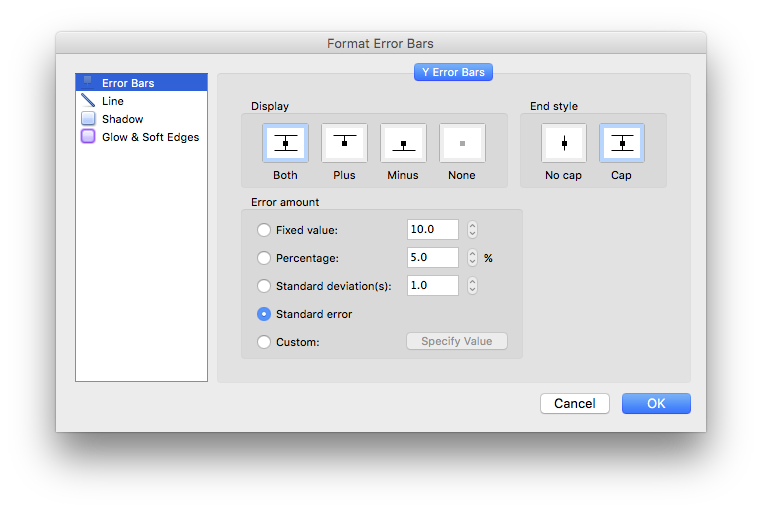 Format Error Bars
Error Bars
Line
Shadow
Glow & Soft Edges
Y Error Bars
Display
Both Plus Minus None
End style
No cap Cap
Error amount
Fixed value: 10.0
Percentage: 5.0 %
Standard deviation(s): 1.0
Standard error
Custom: Specify Value
Cancel OK